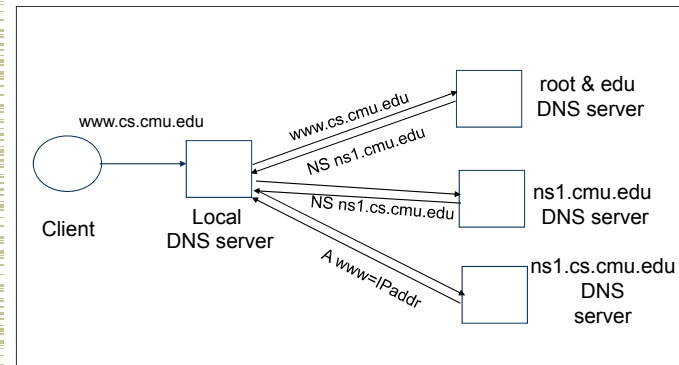 www.cs.cmu.edu
Client
Local
DNS server
www.cs.cmu.edu
NS ns1.cmu.edu
root & edu
DNS server
NS ns1.cs.cmu.edu
ns1.cmu.edu
DNS server
A www=IPaddr
ns1.cs.cmu.edu
DNS
server